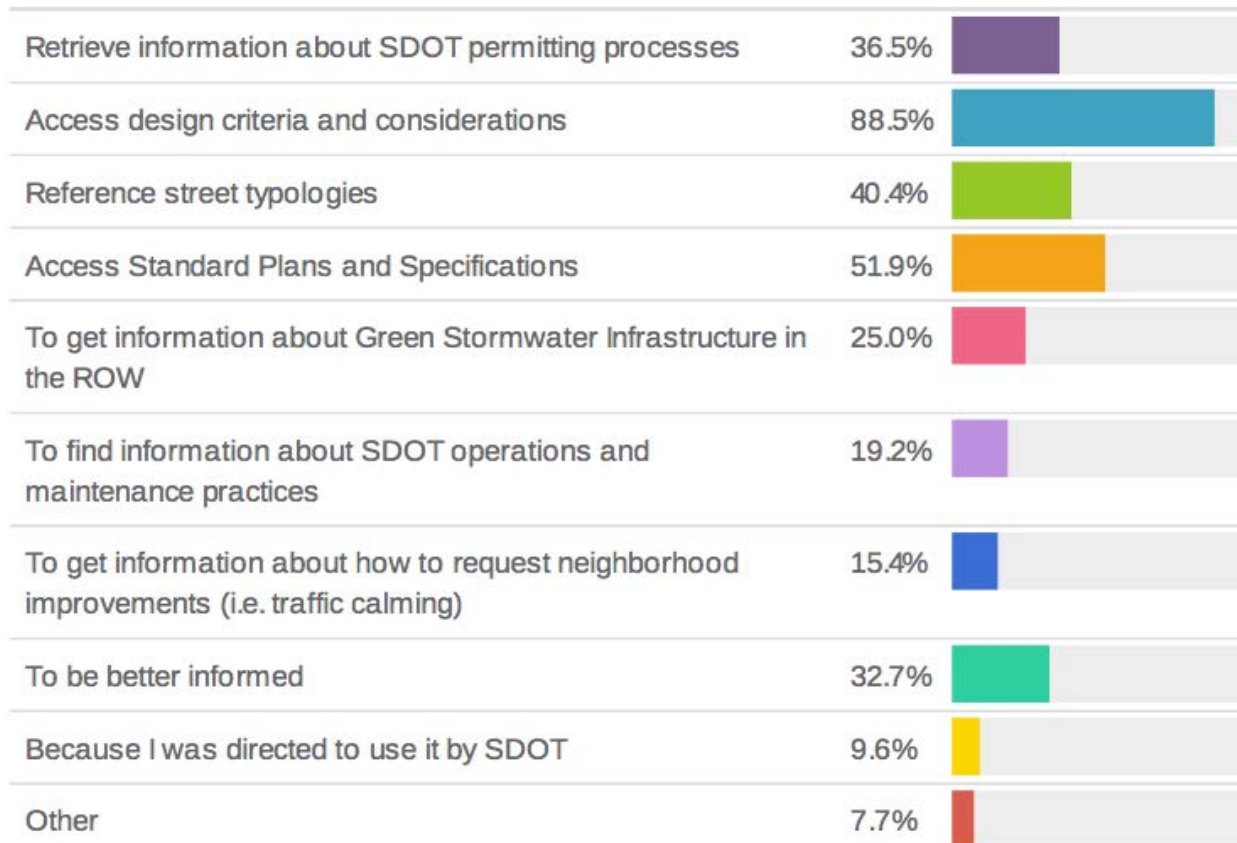 Retrieve information about SDOT permitting processes 36.5%
Access design criteria and considerations 88.5%
Reference street typologies 40.4%
Access Standard Plans and Specifications 51.9%
To get information about Green Stormwater Infrastructure in 25.0%
the ROW
To find information about SDOT operations and 19.2%
maintenance practices
To get information about how to request neighborhood 15.4%
improvements (i.e. traffic calming)
To be better informed 32.7%
Because I was directed to use it by SDOT 9.6%
Other 7.7%